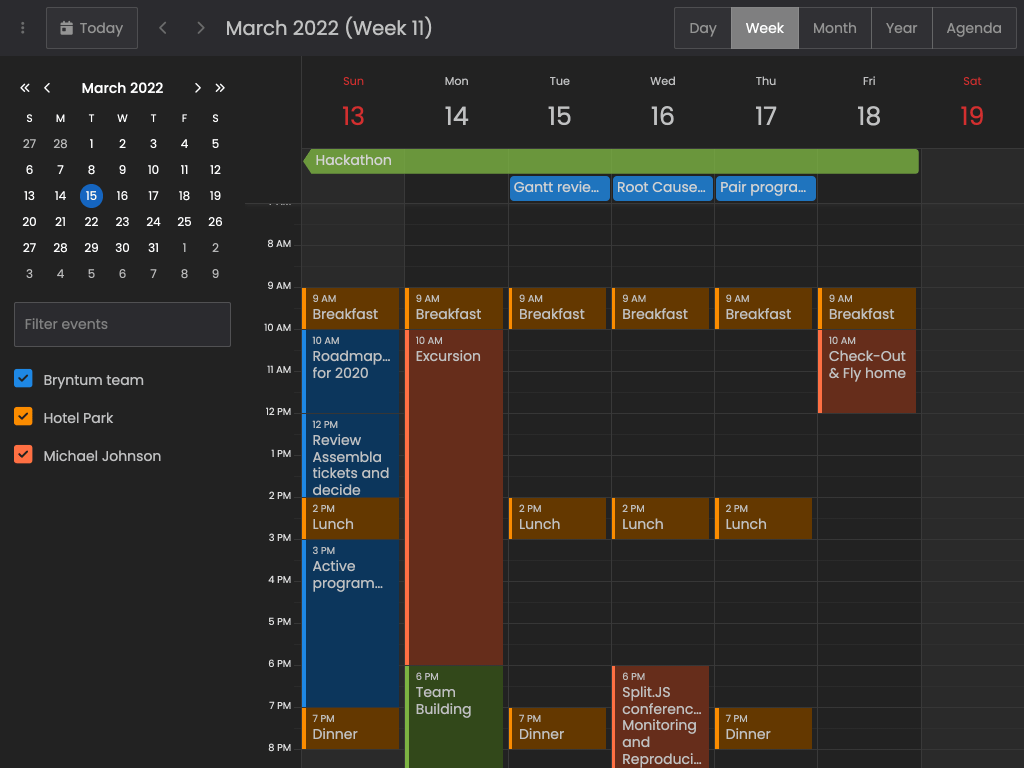 Today
March 2022 (Week 11)
Day Week Month Year Agenda
March 2022
S M T W T F S
27 28 1 2 3 4 5
6 7 8 9 10 11 12
13 14 15 16 17 18 19
20 21 22 23 24 25 26
27 28 29 30 31 1 2
3 4 5 6 7 8 9
Filter events
Bryntum team
Hotel Park
Michael Johnson
Sun Mon Tue Wed Thu Fri Sat
13 14 15 16 17 18 19
Hackathon
Gantt revie... Root Cause... Pair progra...
8 AM
9 AM
10 AM
11 AM
12 PM
1 PM
2 PM
3 PM
4 PM
5 PM
6 PM
7 PM
8 PM
9 AM
Breakfast
10 AM
Roadmap...
for 2020
12 PM
Review
Assembla
tickets and
decide
2 PM
Lunch
3 PM
Active
program...
7 PM
Dinner
9 AM
Breakfast
10 AM
Excursion
6 PM
Team
Building
9 AM
Breakfast
2 PM
Lunch
7 PM
Dinner
9 AM
Breakfast
2 PM
Lunch
6 PM
Split.JS
conferenc...
Monitoring
and
Reproduci...
9 AM
Breakfast
2 PM
Lunch
7 PM
Dinner
9 AM
Breakfast
10 AM
Check-Out
& Fly home